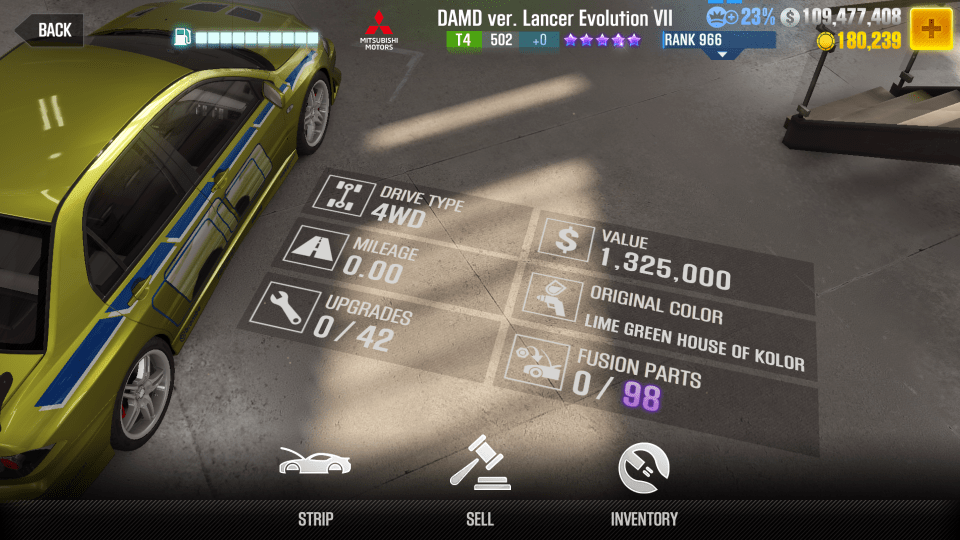 BACK
MITSUBISHI
MOTORS
DAMD ver. Lancer Evolution VII
T4 502 +0
RANK 966
23% $ 109,477,408
180,239
DRIVE TYPE
4WD
MILEAGE
0.00
UPGRADES
0 / 42
VALUE
1,325,000
ORIGINAL COLOR
LIME GREEN HOUSE OF KOLOR
FUSION PARTS
0 / 98
STRIP
SELL
INVENTORY